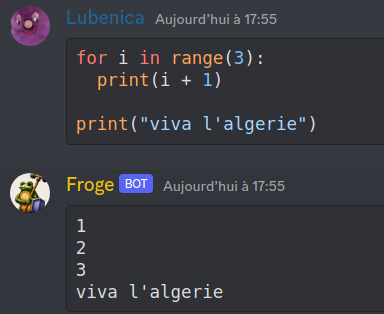 Lubenica Aujourd'hui à 17:55
for i in range(3):
  print(i + 1)
print("viva l'algerie")
Froge BOT Aujourd'hui à 17:55
1
2
3
viva l'algerie